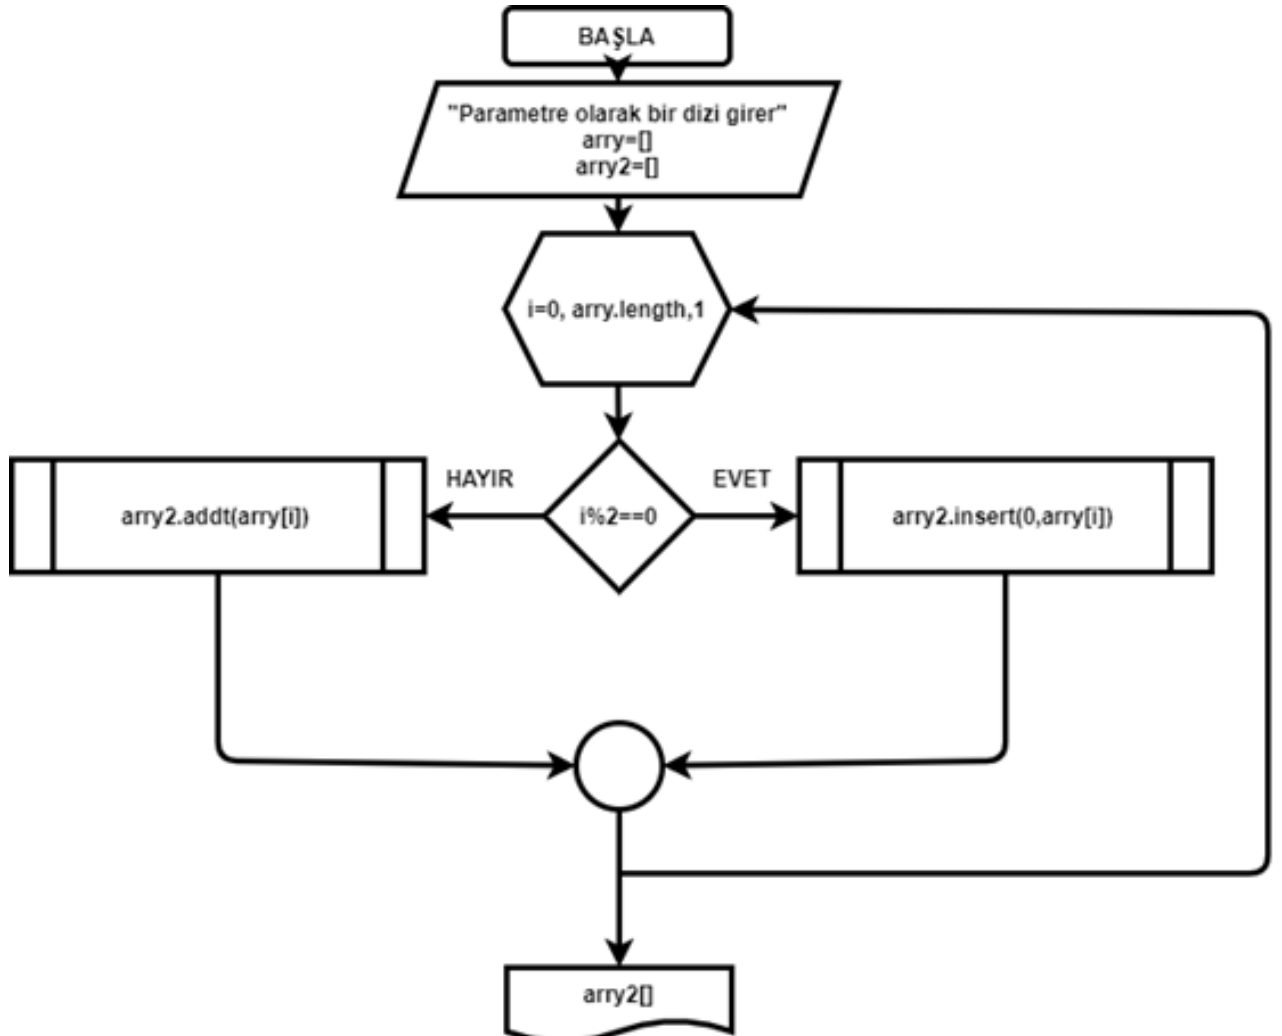 BAŞLA
"Parametre olarak bir dizi girer"
arry=[]
arry2=[]
i=0, arry.length,1
HAYIR
EVET
arry2.addt(arry[i])
i%2==0
arry2.insert(0,arry[i])
arry2[]